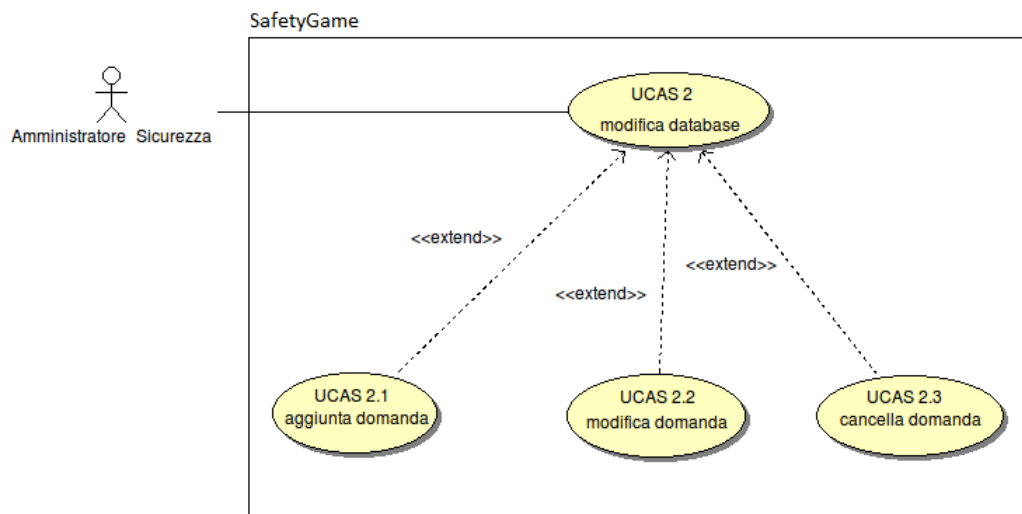 SafetyGame
Amministratore Sicurezza
UCAS 2
modifica database
<<extend>>
<<extend>>
<<extend>>
UCAS 2.1
aggiunta domanda
UCAS 2.2
modifica domanda
UCAS 2.3
cancella domanda